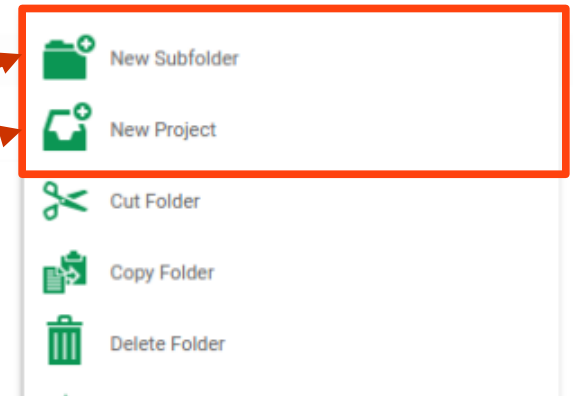 New Subfolder
New Project
Cut Folder
Copy Folder
Delete Folder